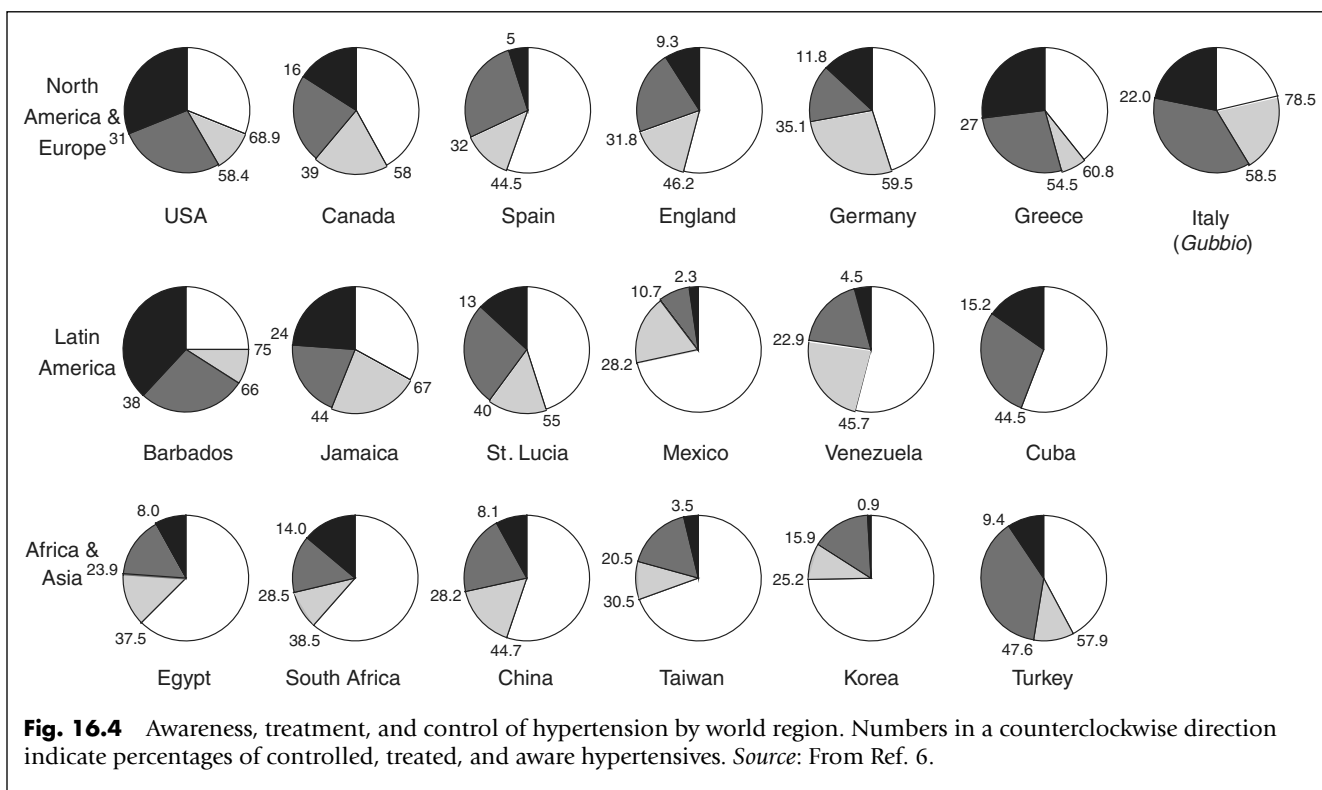 North
America &
Europe
31
58.4
68.9
USA
16
39
58
Canada
5
32
44.5
Spain
9.3
31.8
46.2
England
11.8
35.1
59.5
Germany
27
54.5
60.8
Greece
22.0
58.5
78.5
Italy
(Gubbio)
Latin
America
38
66
75
Barbados
24
44
67
Jamaica
13
40
55
St. Lucia
2.3
10.7
28.2
Mexico
4.5
22.9
45.7
Venezuela
15.2
44.5
Cuba
Africa &
Asia
8.0
23.9
37.5
Egypt
14.0
28.5
38.5
South Africa
8.1
28.2
44.7
China
3.5
20.5
30.5
Taiwan
0.9
15.9
25.2
Korea
9.4
47.6
57.9
Turkey
Fig. 16.4 Awareness, treatment, and control of hypertension by world region. Numbers in a counterclockwise direction
indicate percentages of controlled, treated, and aware hypertensives. Source: From Ref. 6.